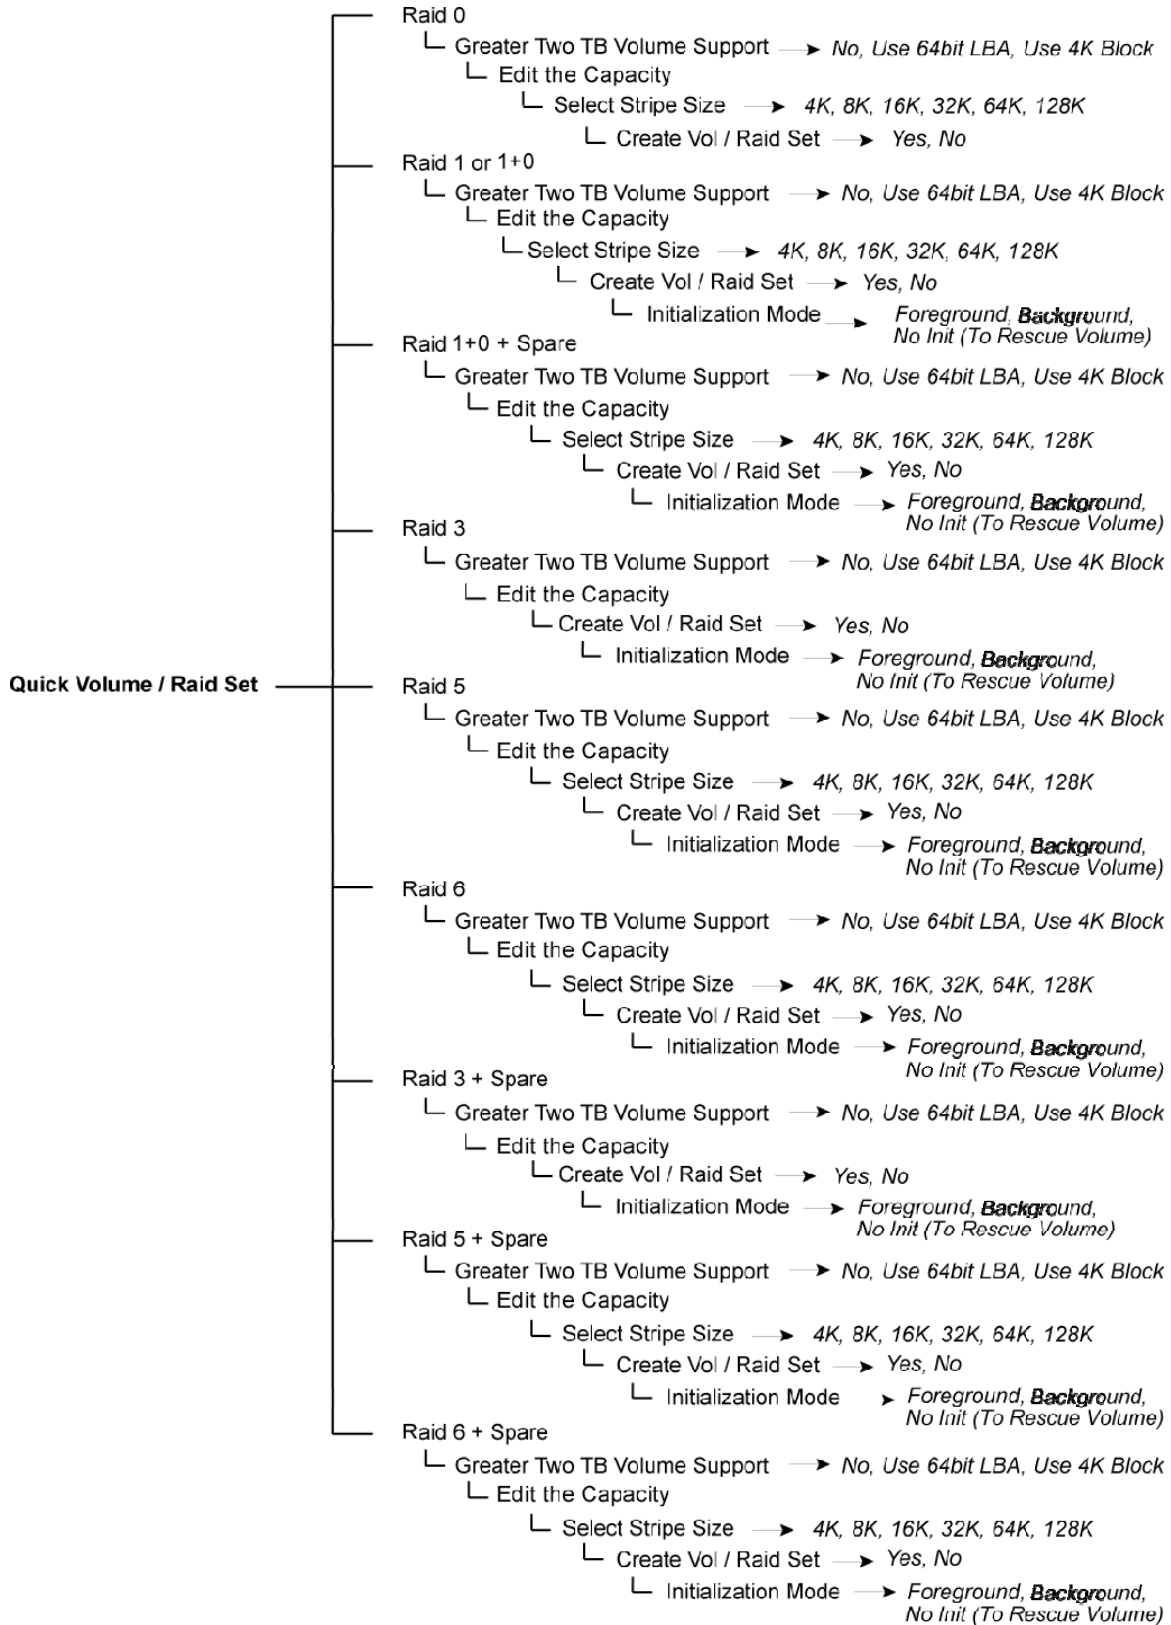 Raid 0
Greater Two TB Volume Support No, Use 64bit LBA, Use 4K Block
Edit the Capacity
Select Stripe Size 4K, 8K, 16K, 32K, 64K, 128K
Create Vol / Raid Set Yes, No
Raid 1 or 1+0
Greater Two TB Volume Support No, Use 64bit LBA, Use 4K Block
Edit the Capacity
Select Stripe Size 4K, 8K, 16K, 32K, 64K, 128K
Create Vol / Raid Set Yes, No
Initialization Mode Foreground, Background,
No Init (To Rescue Volume)
Raid 1+0 + Spare
Greater Two TB Volume Support No, Use 64bit LBA, Use 4K Block
Edit the Capacity
Select Stripe Size 4K, 8K, 16K, 32K, 64K, 128K
Create Vol / Raid Set Yes, No
Initialization Mode Foreground, Background,
No Init (To Rescue Volume)
Raid 3
Greater Two TB Volume Support No, Use 64bit LBA, Use 4K Block
Edit the Capacity
Create Vol / Raid Set Yes, No
Initialization Mode Foreground, Background,
No Init (To Rescue Volume)
Quick Volume / Raid Set Raid 5
Greater Two TB Volume Support No, Use 64bit LBA, Use 4K Block
Edit the Capacity
Select Stripe Size 4K, 8K, 16K, 32K, 64K, 128K
Create Vol / Raid Set Yes, No
Initialization Mode Foreground, Background,
No Init (To Rescue Volume)
Raid 6
Greater Two TB Volume Support No, Use 64bit LBA, Use 4K Block
Edit the Capacity
Select Stripe Size 4K, 8K, 16K, 32K, 64K, 128K
Create Vol / Raid Set Yes, No
Initialization Mode Foreground, Background,
No Init (To Rescue Volume)
Raid 3 + Spare
Greater Two TB Volume Support No, Use 64bit LBA, Use 4K Block
Edit the Capacity
Create Vol / Raid Set Yes, No
Initialization Mode Foreground, Background,
No Init (To Rescue Volume)
Raid 5 + Spare
Greater Two TB Volume Support No, Use 64bit LBA, Use 4K Block
Edit the Capacity
Select Stripe Size 4K, 8K, 16K, 32K, 64K, 128K
Create Vol / Raid Set Yes, No
Initialization Mode Foreground, Background,
No Init (To Rescue Volume)
Raid 6 + Spare
Greater Two TB Volume Support No, Use 64bit LBA, Use 4K Block
Edit the Capacity
Select Stripe Size 4K, 8K, 16K, 32K, 64K, 128K
Create Vol / Raid Set Yes, No
Initialization Mode Foreground, Background,
No Init (To Rescue Volume)